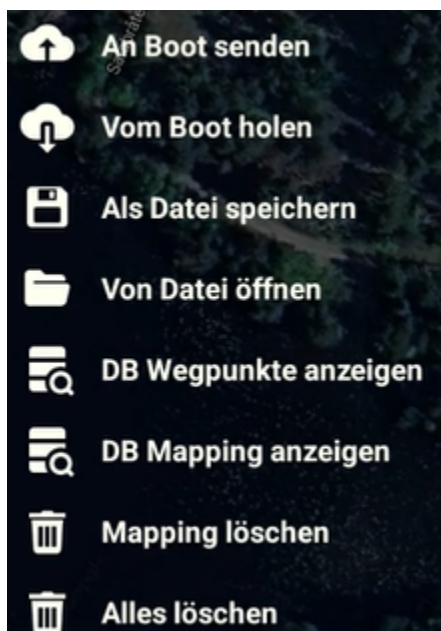 An Boot senden
Vom Boot holen
Als Datei speichern
Von Datei öffnen
DB Wegpunkte anzeigen
DB Mapping anzeigen
Mapping löschen
Alles löschen